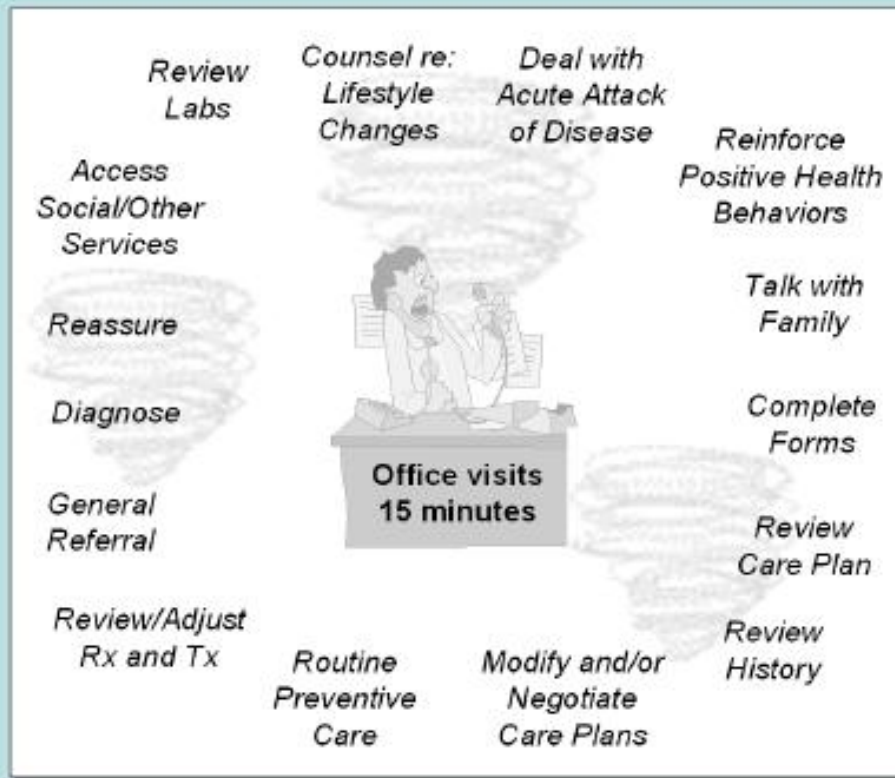 Review
Labs
Counsel re:
Lifestyle
Changes
Deal with
Acute Attack
of Disease
Reinforce
Positive Health
Behaviors
Access
Social/Other
Services
Talk with
Family
Reassure
Complete
Forms
Diagnose
Office visits
15 minutes
General
Referral
Review
Care Plan
Review/Adjust
Rx and Tx
Review
History
Routine
Preventive
Care
Modify and/or
Negotiate
Care Plans